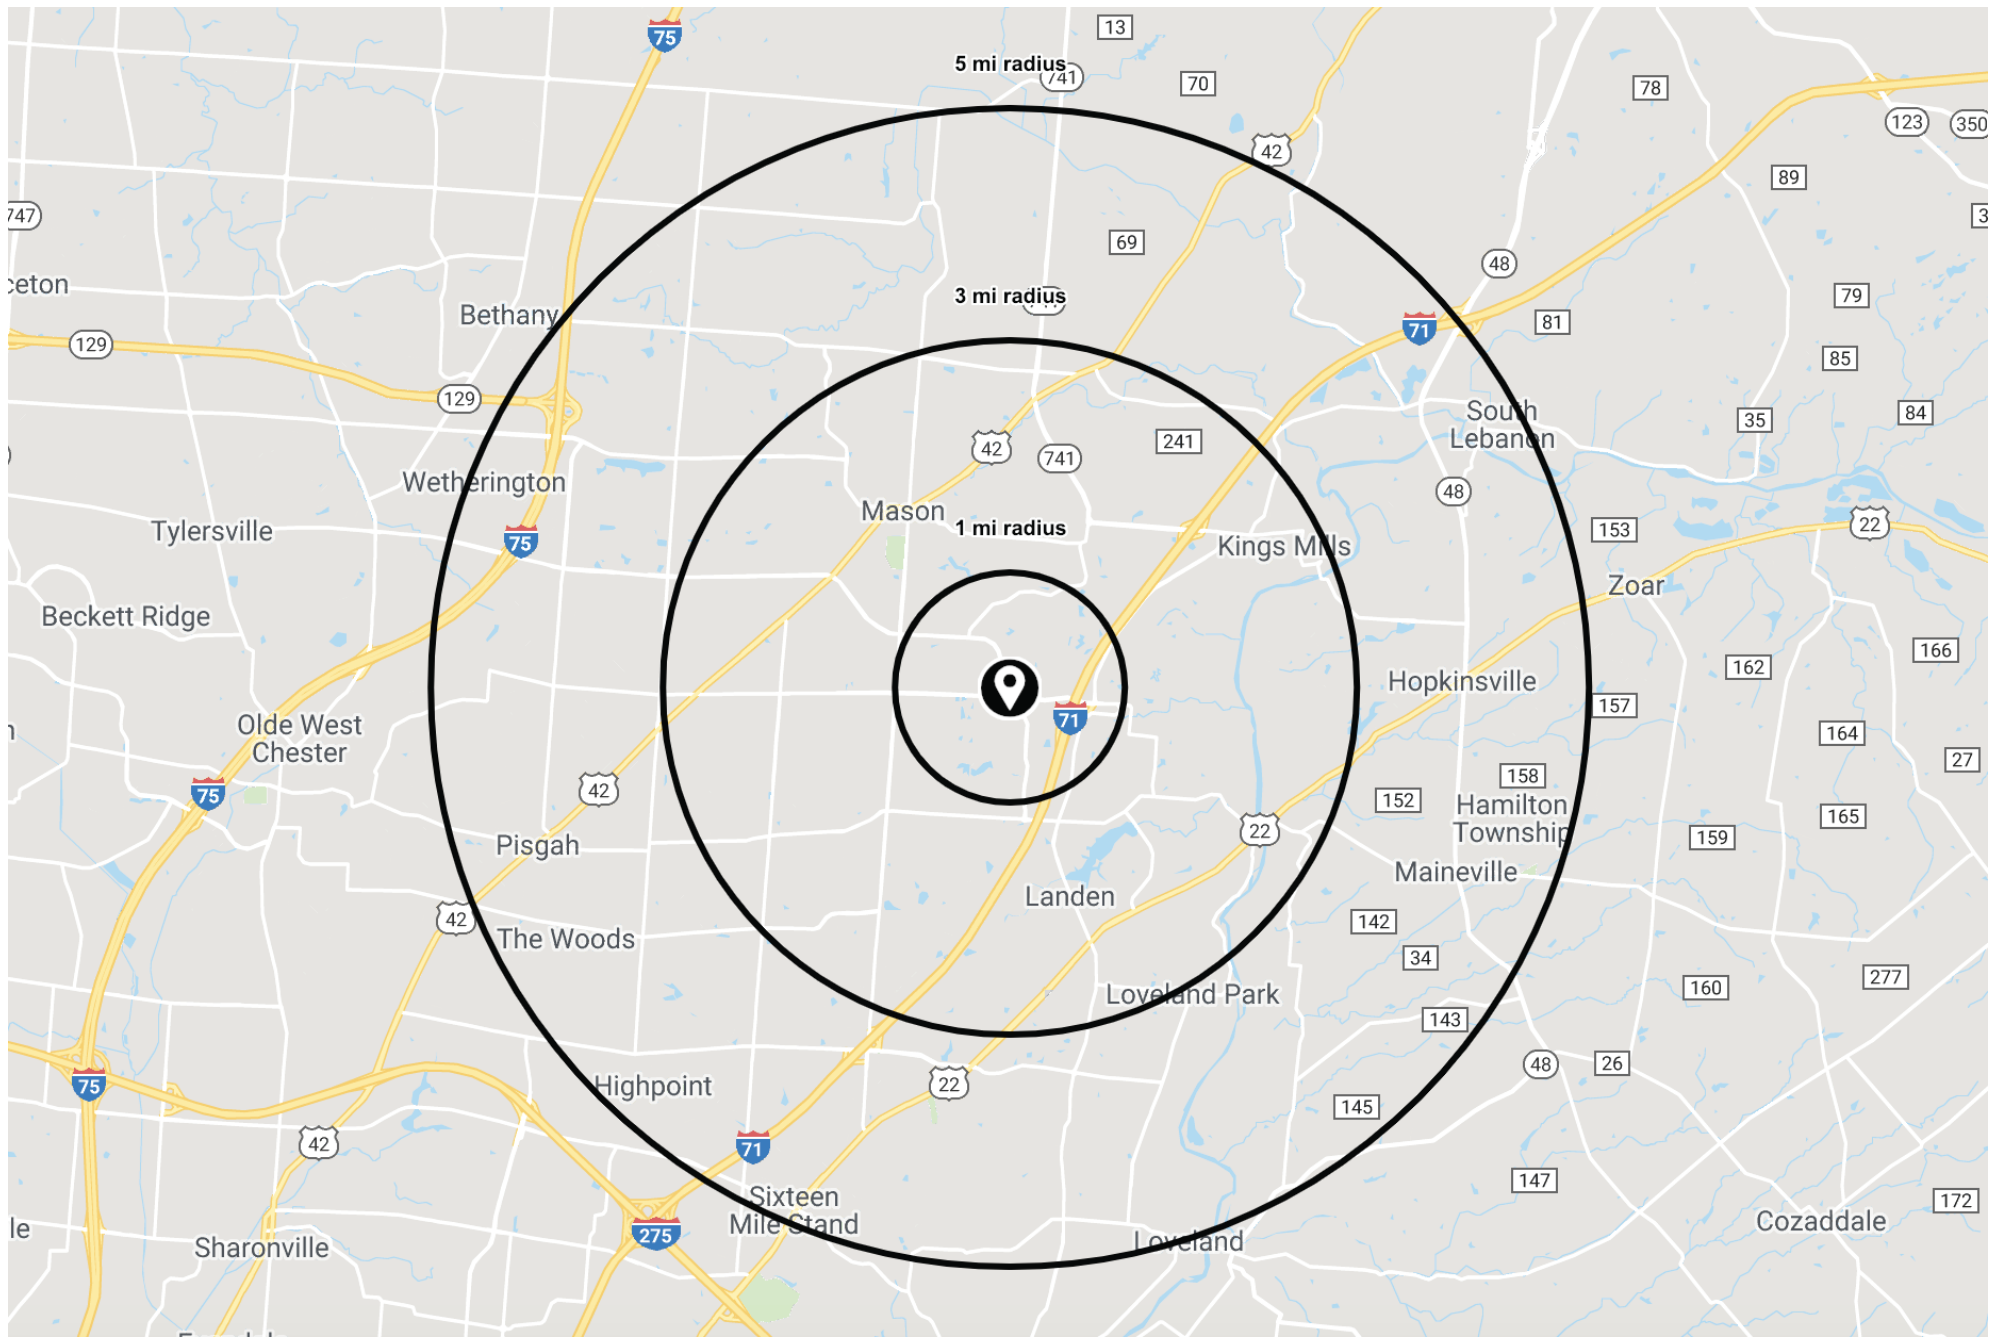 13
75
5 mi radius
741
70
78
123
350
42
89
747
3
69
48
ceton
79
3 mi radius
Bethany
81
71
129
85
129
South
Lebanon
84
35
42
241
741
Wetherington
48
Mason
1 mi radius
153
22
Tylersville
75
Kings Mills
Zoar
Beckett Ridge
166
162
Hopkinsville
157
71
Olde West
Chester
164
27
158
42
75
152
Hamilton
Township
165
22
159
Pisgah
Maineville
Landen
42
142
The Woods
34
277
160
Loveland Park
143
48
26
75
22
Highpoint
145
42
71
147
Sixteen
Mile Stand
172
le
Cozaddale
275
Sharonville
Loveland